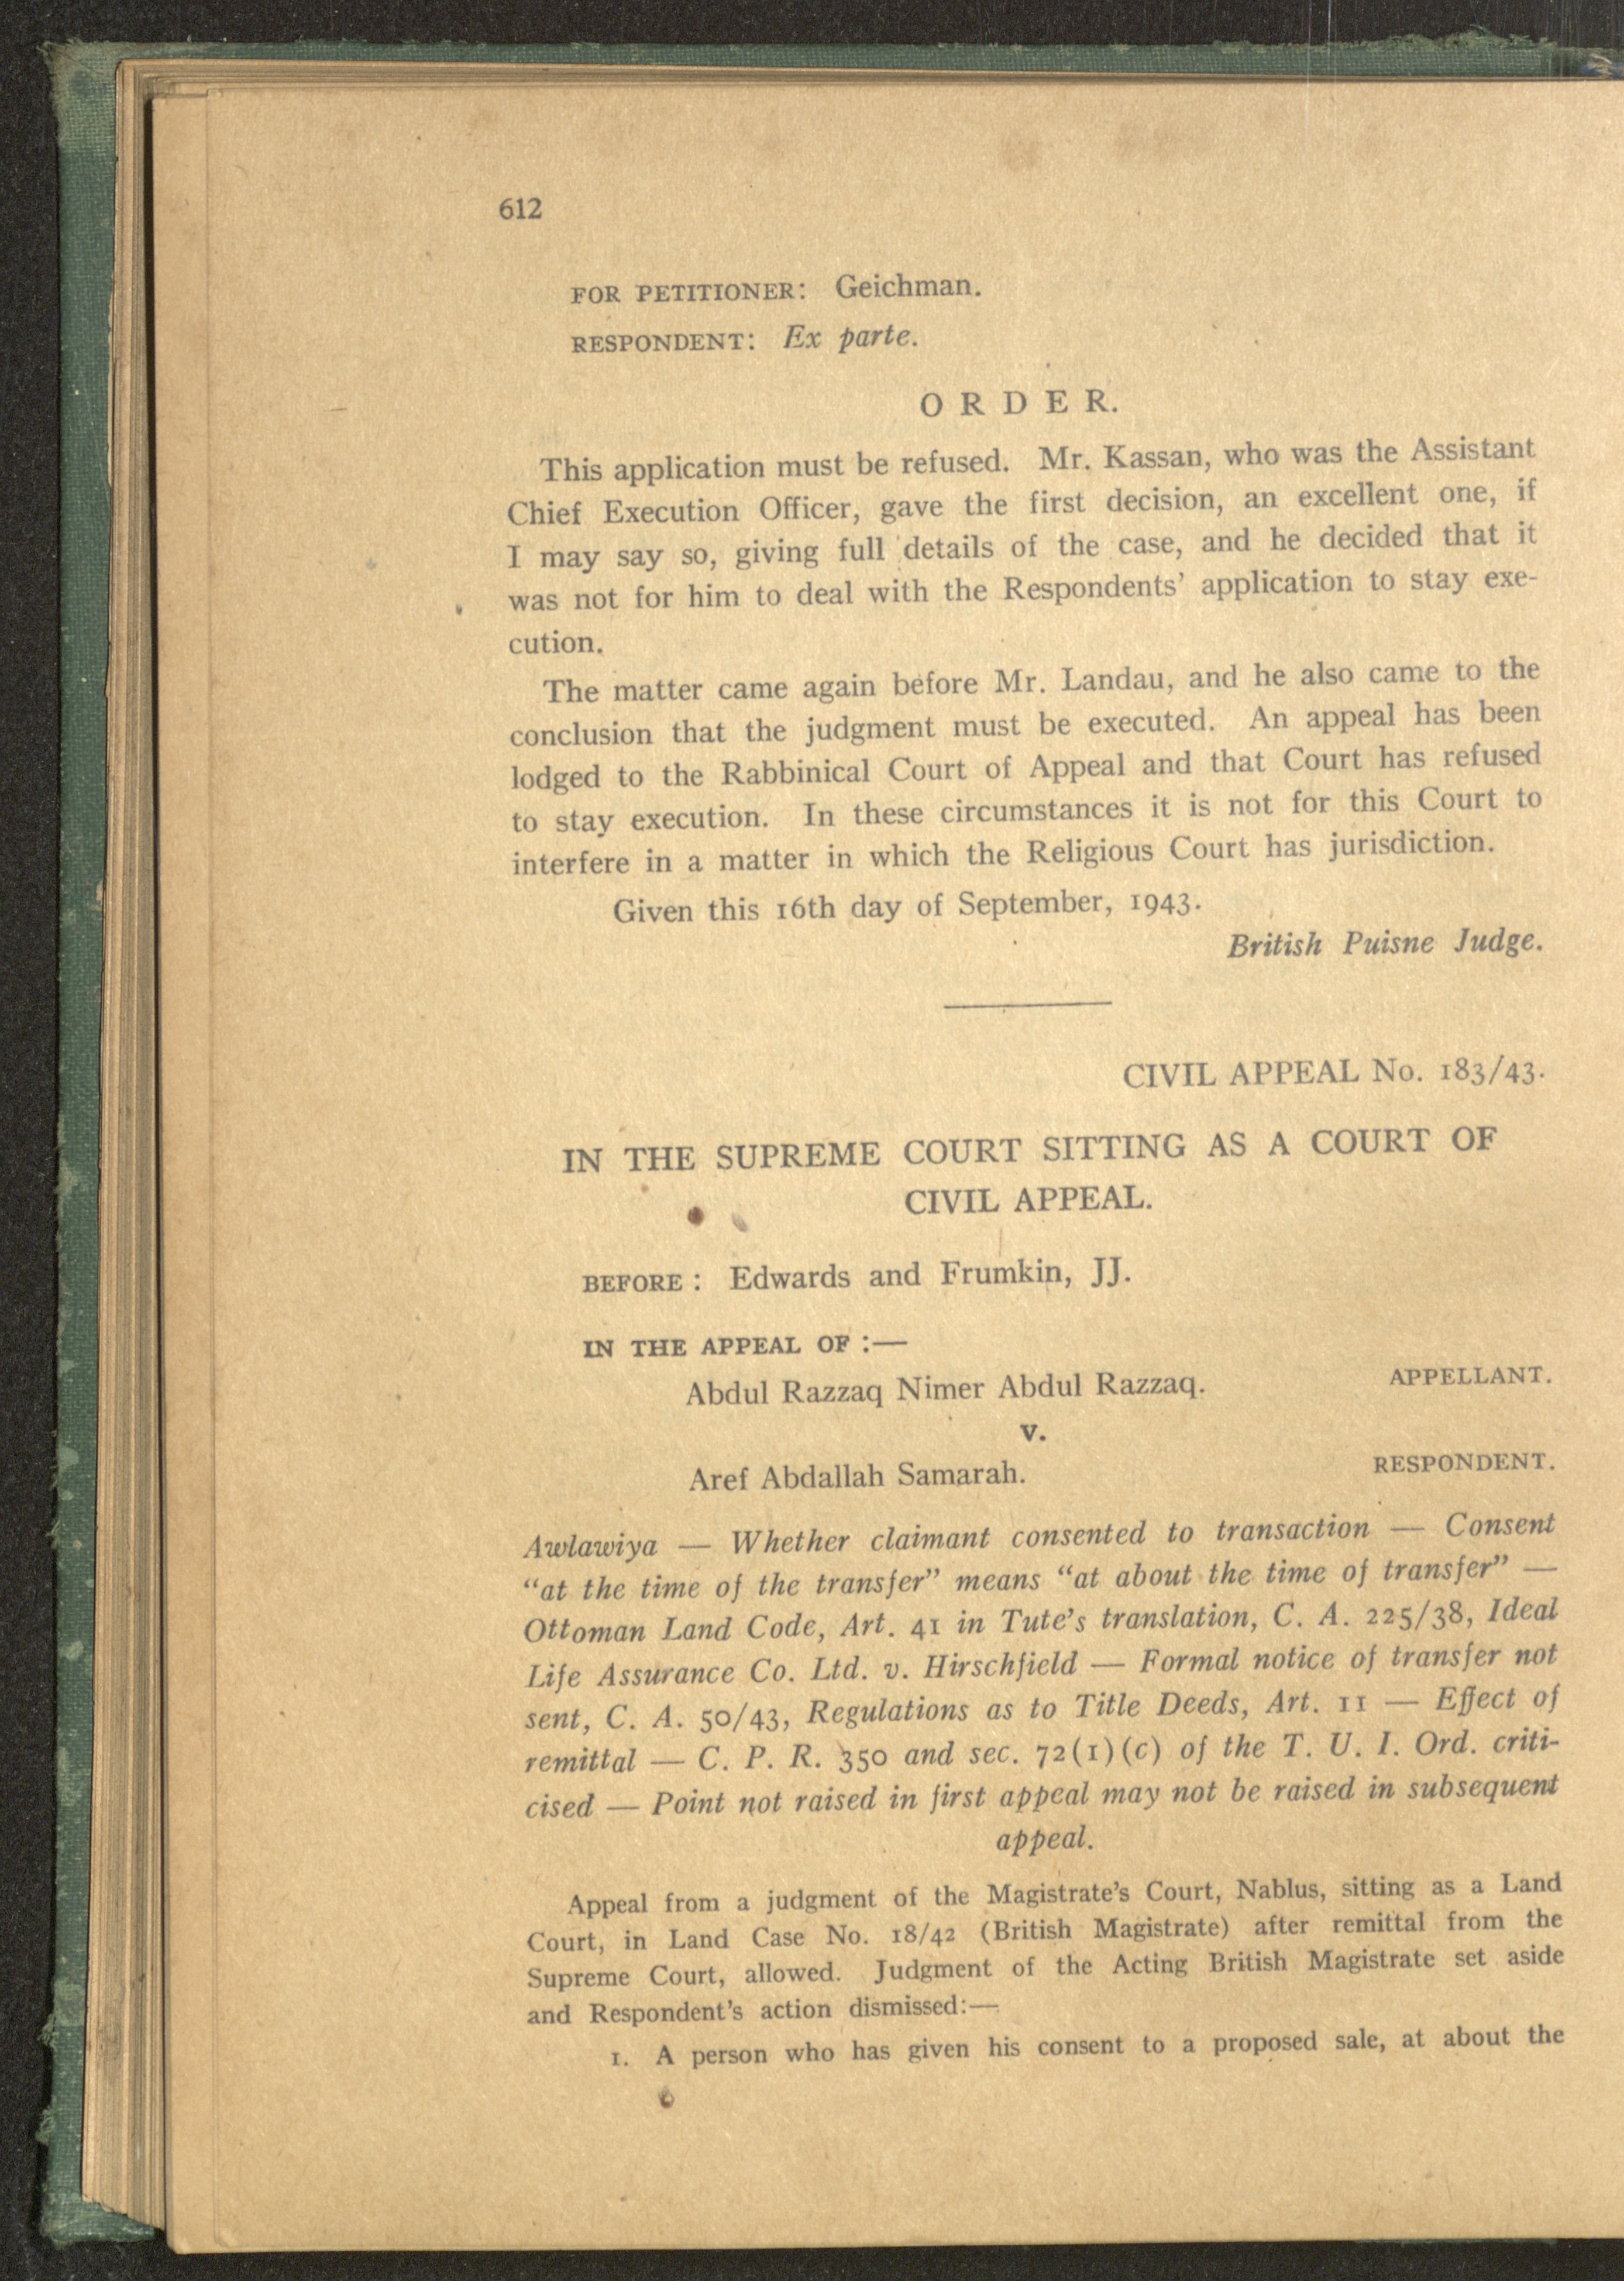 612
FOR PETITIONER: Geichman.
RESPONDENT: Ex parte.
ORDER.
This application must be refused. Mr. Kassan, who was the Assistant
Chief Execution Officer, gave the first decision, an excellent one, if
I may say so, giving full details of the case, and he decided that it
was not for him to deal with the Respondents' application to stay exe-
cution.
The matter came again before Mr. Landau, and he also came to the
conclusion that the judgment must be executed. An appeal has been
lodged to the Rabbinical Court of Appeal and that Court has refused
to stay execution. In these circumstances it is not for this Court to
interfere in a matter in which the Religious Court has jurisdiction.
Given this 16th day of September, 1943.
British Puisne Judge.
CIVIL APPEAL No. 183/43.
IN THE SUPREME COURT SITTING AS A COURT OF
CIVIL APPEAL.
BEFORE: Edwards and Frumkin, JJ.
IN THE APPEAL OF :—
Abdul Razzaq Nimer Abdul Razzaq. APPELLANT.
v.
Aref Abdallah Samarah. RESPONDENT.
Awlawiya — Whether claimant consented to transaction — Consent
“at the time of the transfer” means “at about the time of transfer” —
Ottoman Land Code, Art. 41 in Tute's translation, C. A. 225/38, Ideal
Life Assurance Co. Ltd. v. Hirschfield — Formal notice of transfer not
sent, C. A. 50/43, Regulations as to Title Deeds, Art. 11 — Effect of
remittal — C. P. R. 350 and sec. 72(1)(c) of the T. U. I. Ord. criti-
cised — Point not raised in first appeal may not be raised in subsequent
appeal.
Appeal from a judgment of the Magistrate's Court, Nablus, sitting as a Land
Court, in Land Case No. 18/42 (British Magistrate) after remittal from the
Supreme Court, allowed. Judgment of the Acting British Magistrate set aside
and Respondent's action dismissed:—
1. A person who has given his consent to a proposed sale, at about the